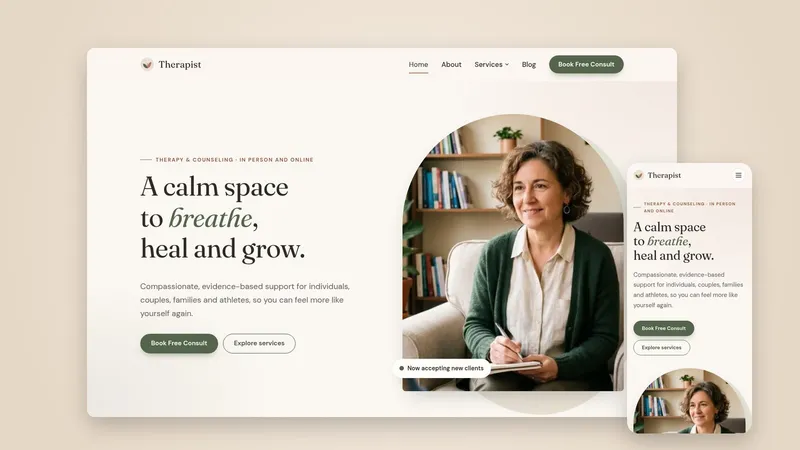 Therapist
Home About Services Blog Book Free Consult
THERAPY & COUNSELING · IN PERSON AND ONLINE
A calm space
to breathe,
heal and grow.
Compassionate, evidence-based support for individuals,
couples, families and athletes, so you can feel more like
yourself again.
Book Free Consult Explore services
Now accepting new clients
Therapist
THERAPY & COUNSELING · IN PERSON
AND ONLINE
A calm space
to breathe,
heal and grow.
Compassionate, evidence-based
support for individuals, couples, families
and athletes, so you can feel more like
yourself again.
Book Free Consult
Explore services